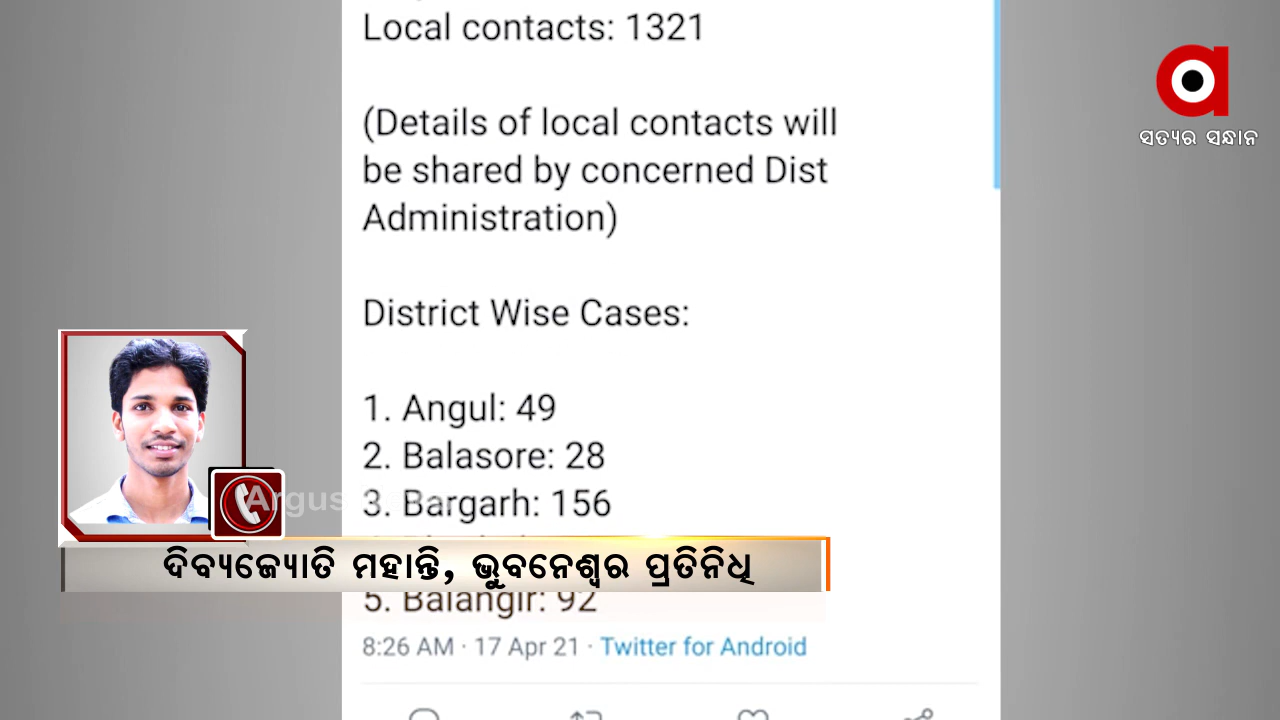 Local contacts: 1321
(Details of local contacts will
be shared by concerned Dist
Administration)
District Wise Cases:
1. Angul: 49
2. Balasore: 28
3. Bargarh: 156
5. Balangir: 92
8:26 AM · 17 Apr 21 · Twitter for Android
ସତ୍ୟର ସନ୍ଧାନ
Argus
ଦିବ୍ୟଜ୍ୟୋତି ମହାନ୍ତି, ଭୁବନେଶ୍ୱର ପ୍ରତିନିଧି